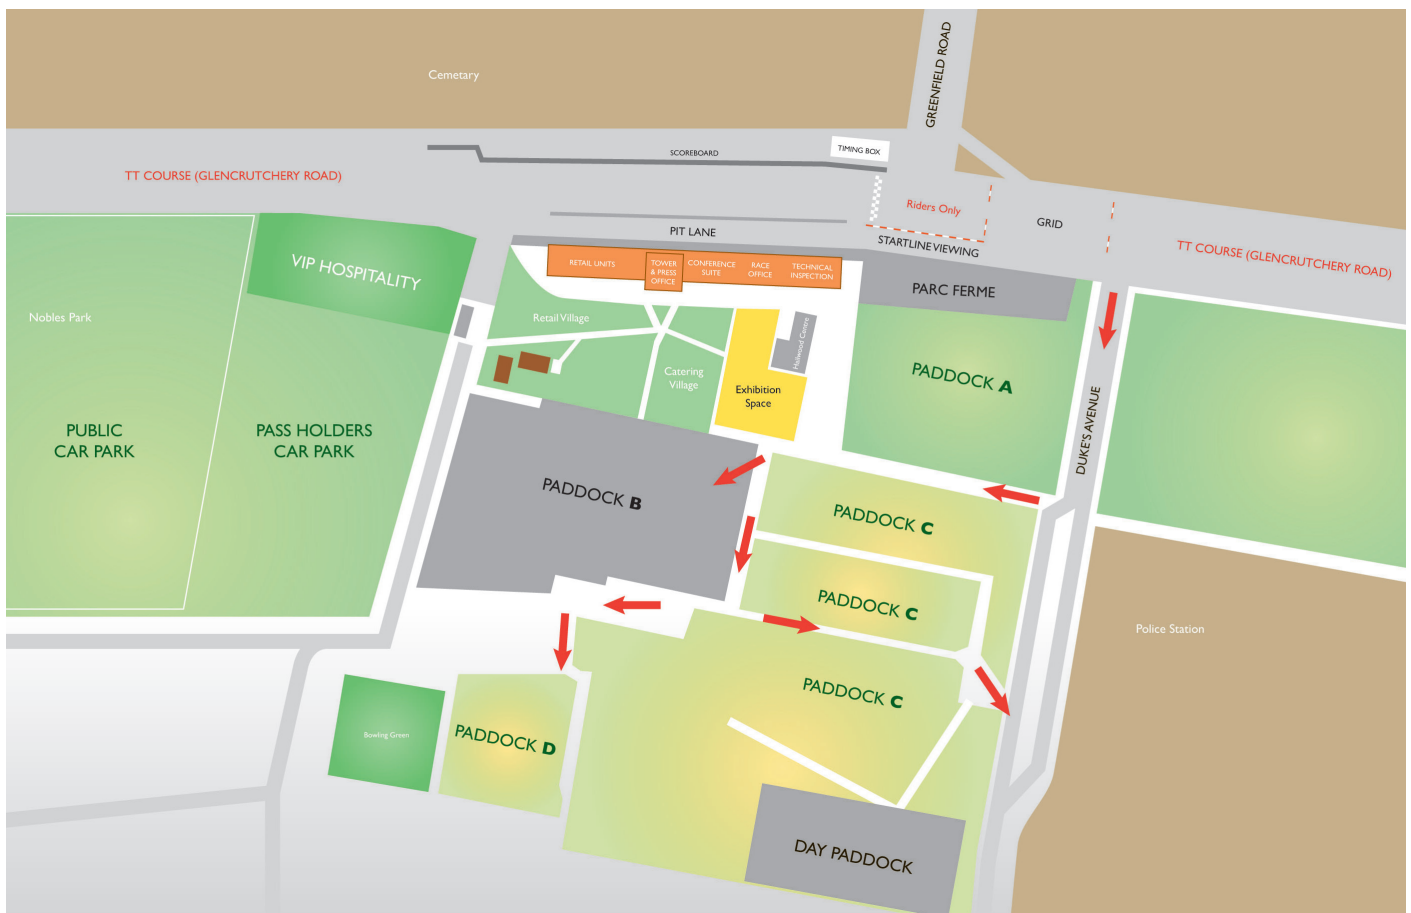 GREENFIELD ROAD
Cemetary
SCOREBOARD
TIMING BOX
TT COURSE (GLENCRUTCHERY ROAD)
Riders Only
GRID
PIT LANE
STARTLINE VIEWING
TT COURSE (GLENCRUTCHERY ROAD)
VIP HOSPITALITY
RETAIL UNITS
TOWER
& PRESS
OFFICE
CONFERENCE
SUITE
RACE
OFFICE
TECHNICAL
INSPECTION
PARC FERME
Nobles Park
Retail Village
Hailwood Centre
Catering
Village
Exhibition
Space
PADDOCK A
DUKE'S AVENUE
PUBLIC
CAR PARK
PASS HOLDERS
CAR PARK
PADDOCK B
PADDOCK C
PADDOCK C
Police Station
PADDOCK C
Bowling Green
PADDOCK D
DAY PADDOCK